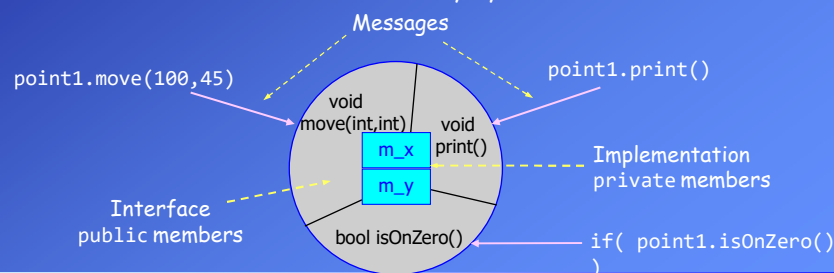 Messages
point1.move(100,45)
point1.print()
void
move(int,int)
void
print()
m_x
m_y
Implementation
private members
Interface
public members
bool isOnZero()
if( point1.isOnZero()
)